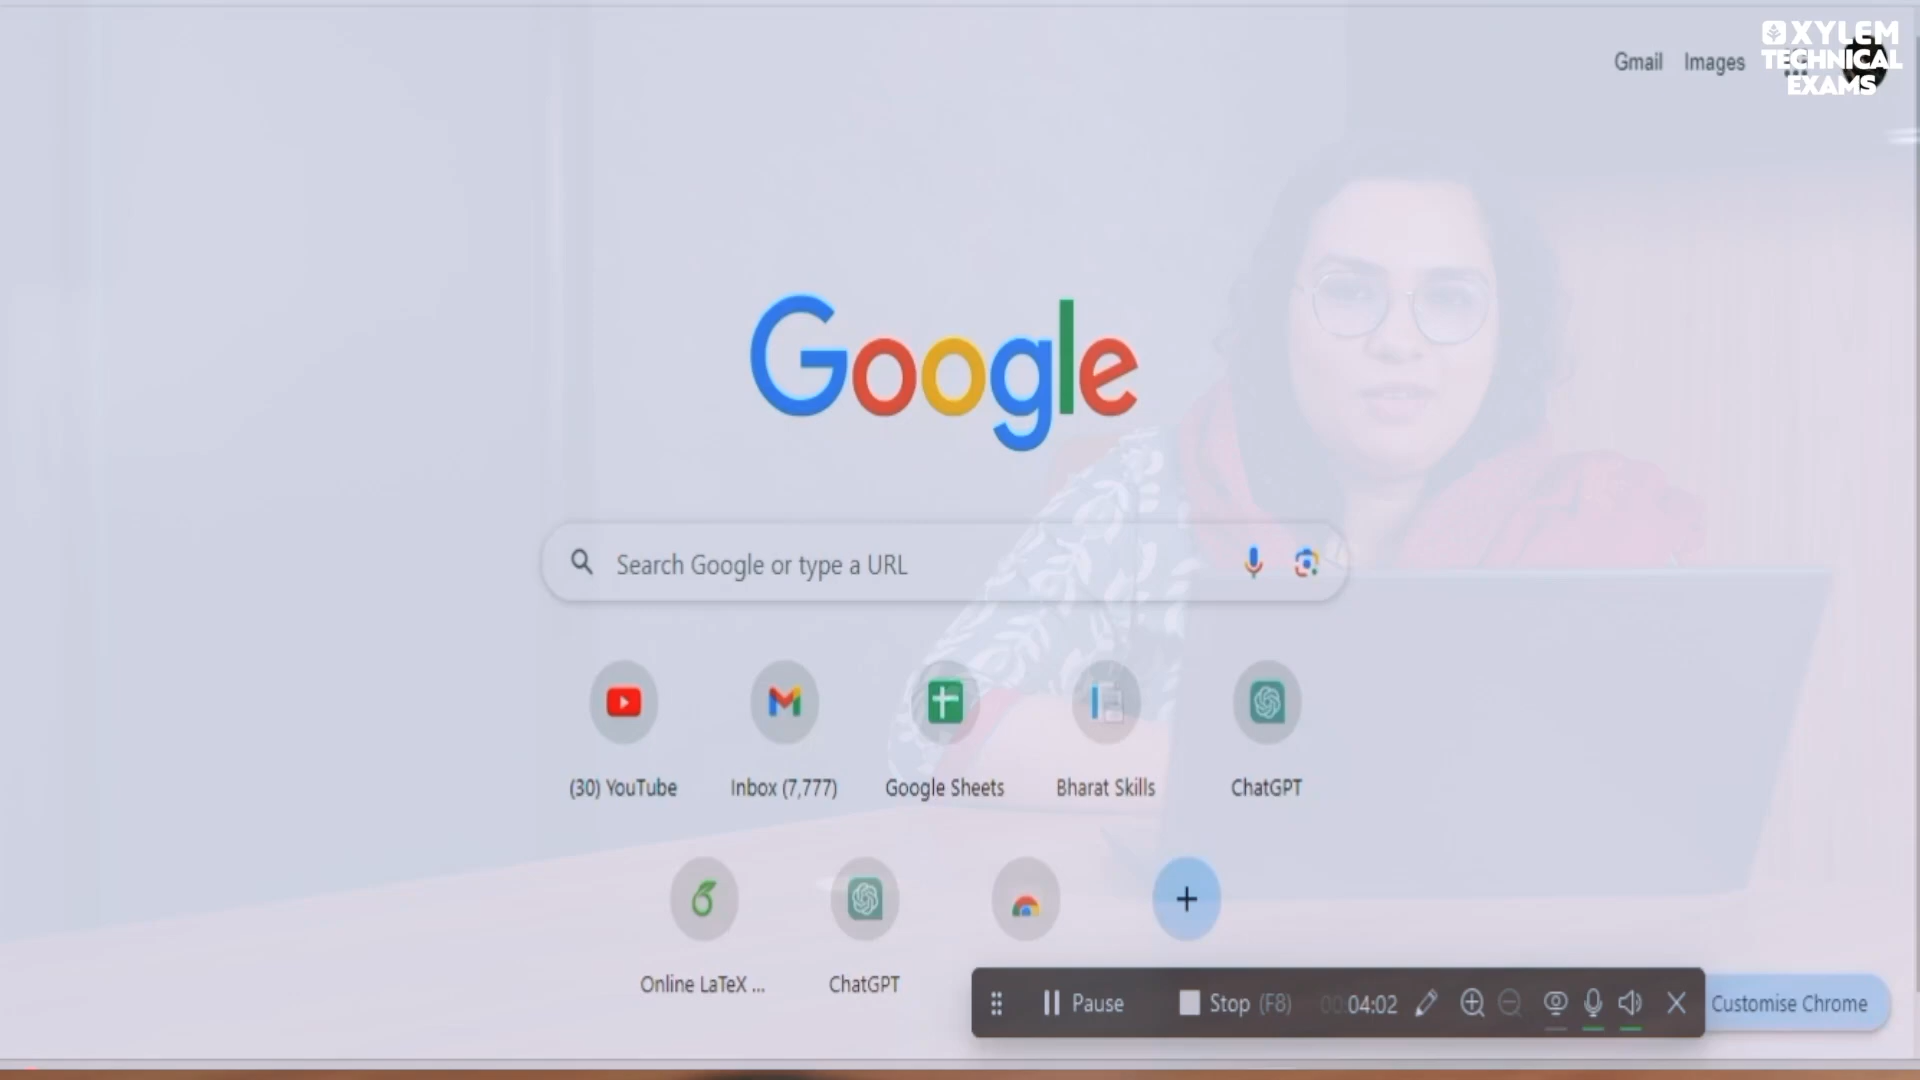 XYLEM
TECHNICAL
EXAMS
Gmail Images
Google
Search Google or type a URL
(30) YouTube Inbox (7,777) Google Sheets Bharat Skills ChatGPT
Online LaTeX ... ChatGPT
Pause Stop (F8) 00:04:02 Customise Chrome